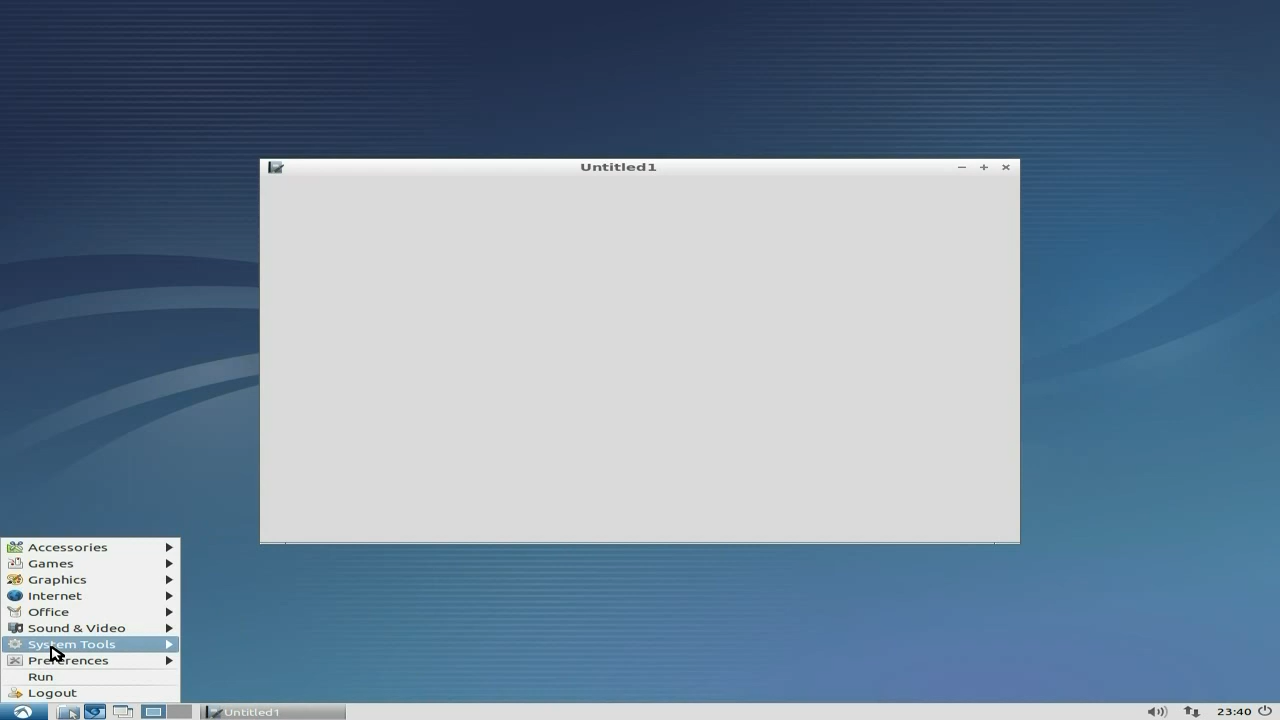 Untitled1
Accessories
Games
Graphics
Internet
Office
Sound & Video
System Tools
Preferences
Run
Logout
Untitled1
23:40